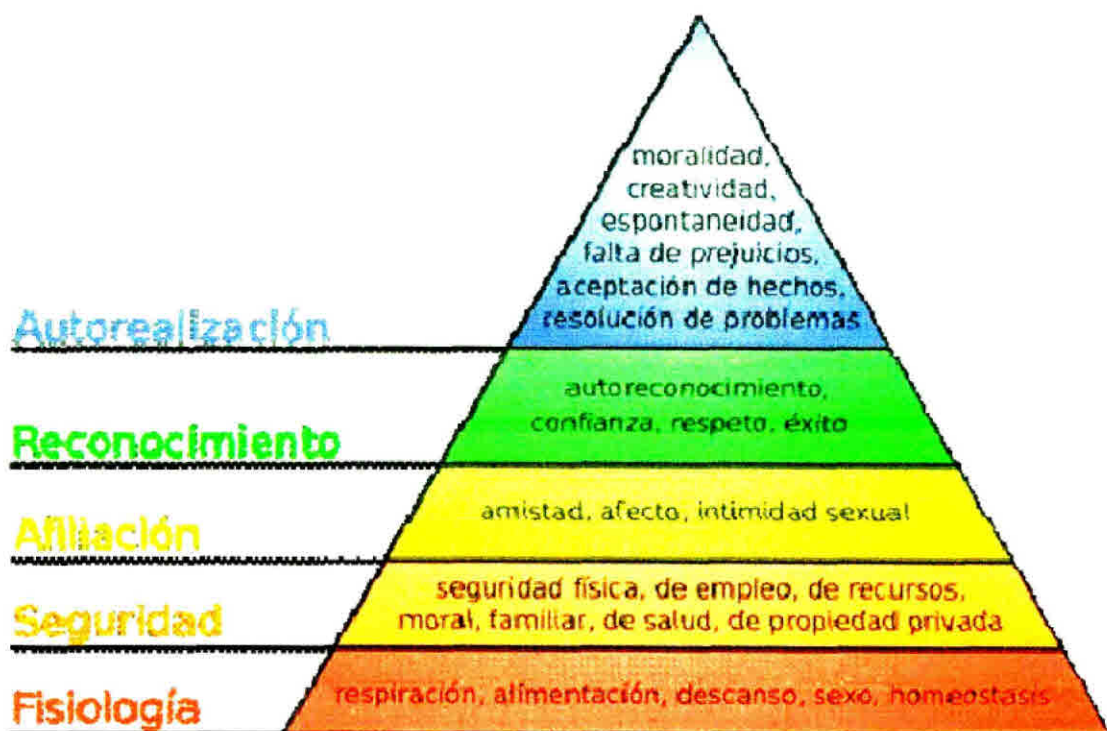 moralidad,
creatividad,
espontaneidad,
falta de prejuicios,
aceptación de hechos,
resolución de problemas
Autorealización
autoreconocimiento,
confianza, respeto, éxito
Reconocimiento
amistad, afecto, intimidad sexual
Afiliación
seguridad física, de empleo, de recursos,
moral, familiar, de salud, de propiedad privada
Seguridad
respiración, alimentación, descanso, sexo, homeostasis
Fisiología